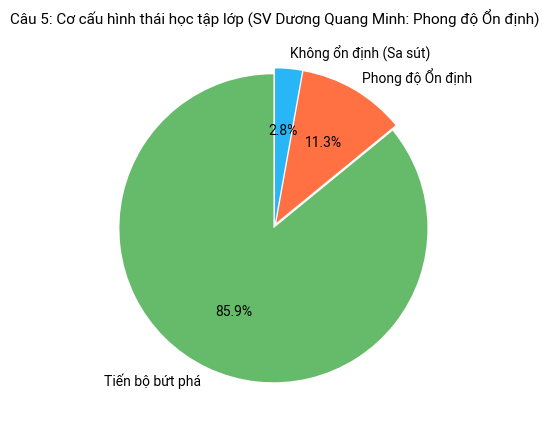 Câu 5: Cơ cấu hình thái học tập lớp (SV Dương Quang Minh: Phong độ Ổn định)
Không ổn định (Sa sút)
Phong độ Ổn định
2.8%
11.3%
85.9%
Tiến bộ bứt phá